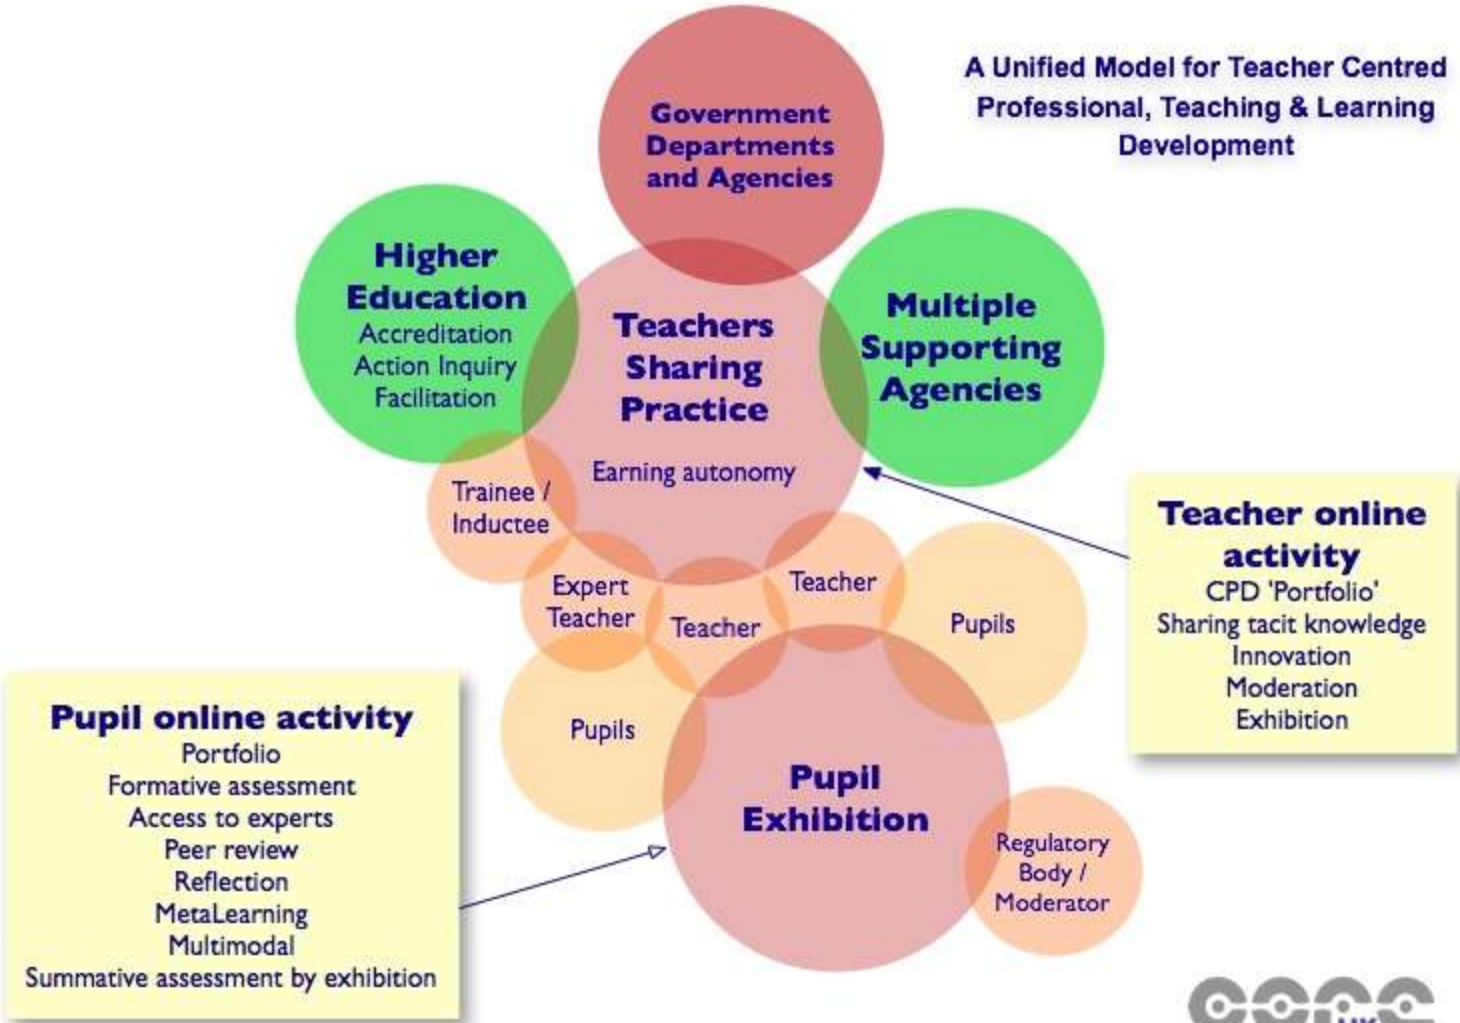 A Unified Model for Teacher Centred
Professional, Teaching & Learning
Development
Government
Departments
and Agencies
Higher
Education
Accreditation
Action Inquiry
Facilitation
Teachers
Sharing
Practice
Earning autonomy
Multiple
Supporting
Agencies
Trainee /
Inductee
Expert
Teacher
Teacher
Teacher
Pupils
Pupils
Teacher online
activity
CPD 'Portfolio'
Sharing tacit knowledge
Innovation
Moderation
Exhibition
Pupil online activity
Portfolio
Formative assessment
Access to experts
Peer review
Reflection
MetaLearning
Multimodal
Summative assessment by exhibition
Pupil
Exhibition
Regulatory
Body /
Moderator